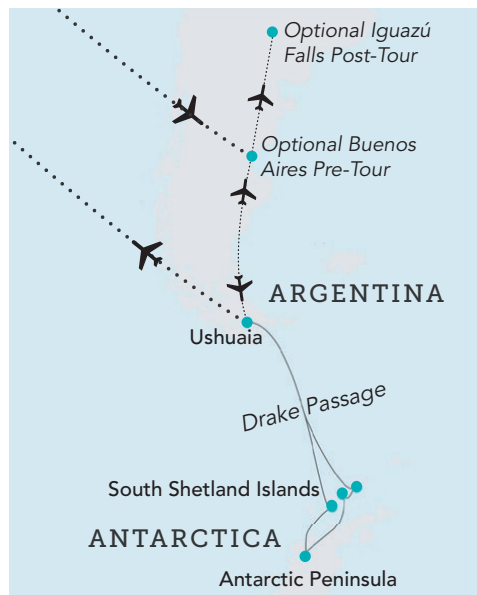 Optional Iguazú
Falls Post-Tour
Optional Buenos
Aires Pre-Tour
ARGENTINA
Ushuaia
Drake Passage
South Shetland Islands
ANTARCTICA
Antarctic Peninsula